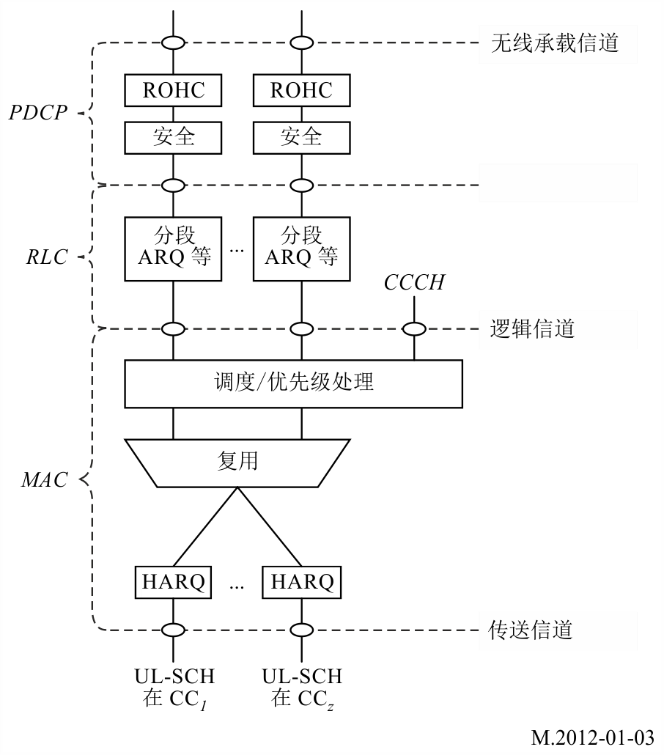 无线承载信道
ROHC ROHC
PDCP
安全 安全
分段 分段
ARQ 等 ... ARQ 等
RLC
CCCH
逻辑信道
调度/优先级处理
复用
MAC
HARQ ... HARQ
传送信道
UL-SCH UL-SCH
在 CC1 在 CCz
M.2012-01-03